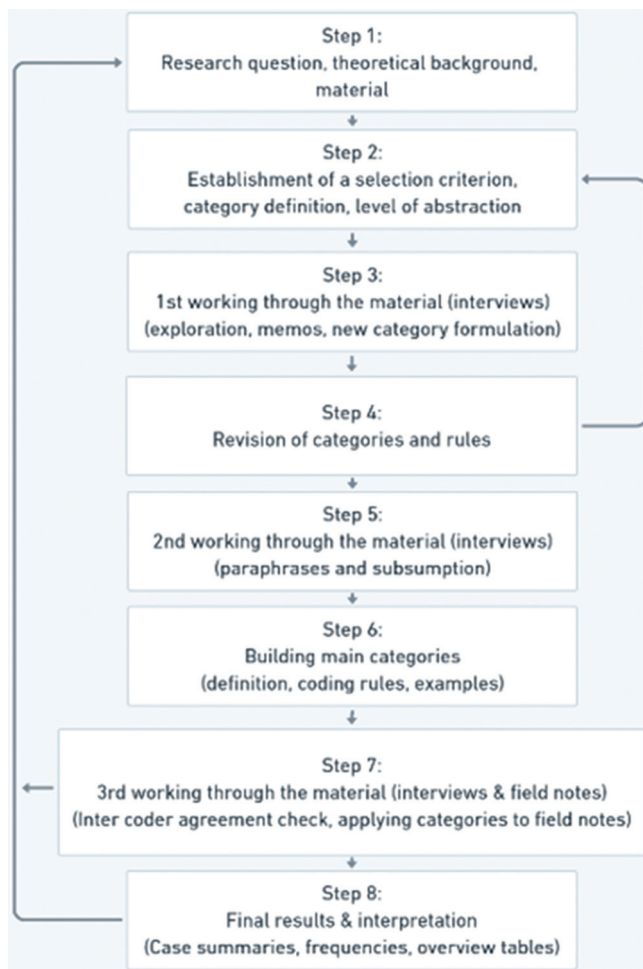 Step 1:
Research question, theoretical background,
material
Step 2:
Establishment of a selection criterion,
category definition, level of abstraction
Step 3:
1st working through the material (interviews)
(exploration, memos, new category formulation)
Step 4:
Revision of categories and rules
Step 5:
2nd working through the material (interviews)
(paraphrases and subsumption)
Step 6:
Building main categories
(definition, coding rules, examples)
Step 7:
3rd working through the material (interviews & field notes)
(Inter coder agreement check, applying categories to field notes)
Step 8:
Final results & interpretation
(Case summaries, frequencies, overview tables)